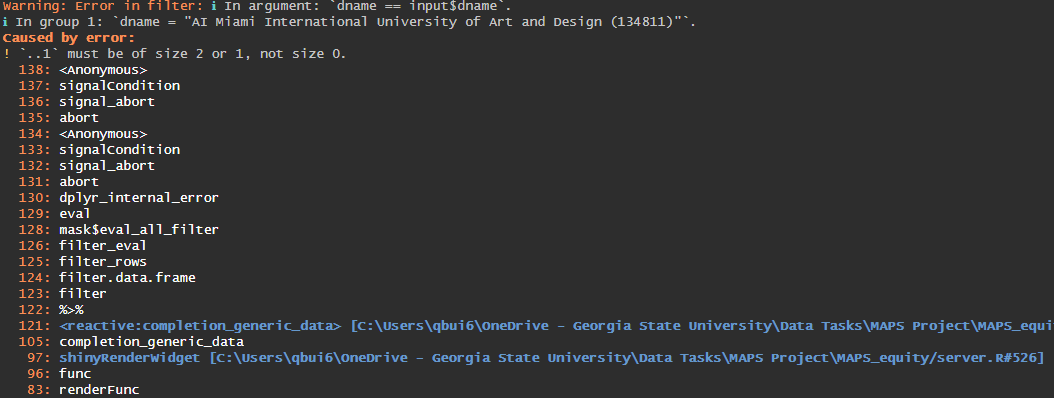 Warning: Error in filter: ℹ In argument: `dname == input$dname`.
ℹ In group 1: `dname = "AI Miami International University of Art and Design (134811)"`.
Caused by error:
! `..1` must be of size 2 or 1, not size 0.
138: <Anonymous>
137: signalCondition
136: signal_abort
135: abort
134: <Anonymous>
133: signalCondition
132: signal_abort
131: abort
130: dplyr_internal_error
129: eval
128: mask$eval_all_filter
126: filter_eval
125: filter_rows
124: filter.data.frame
123: filter
122: %>%
121: <reactive:completion_generic_data> [C:\Users\qbui6\OneDrive - Georgia State University\Data Tasks\MAPS Project\MAPS_equi
105: completion_generic_data
97: shinyRenderWidget [C:\Users\qbui6\OneDrive - Georgia State University\Data Tasks\MAPS Project\MAPS_equity/server.R#526]
96: func
83: renderFunc